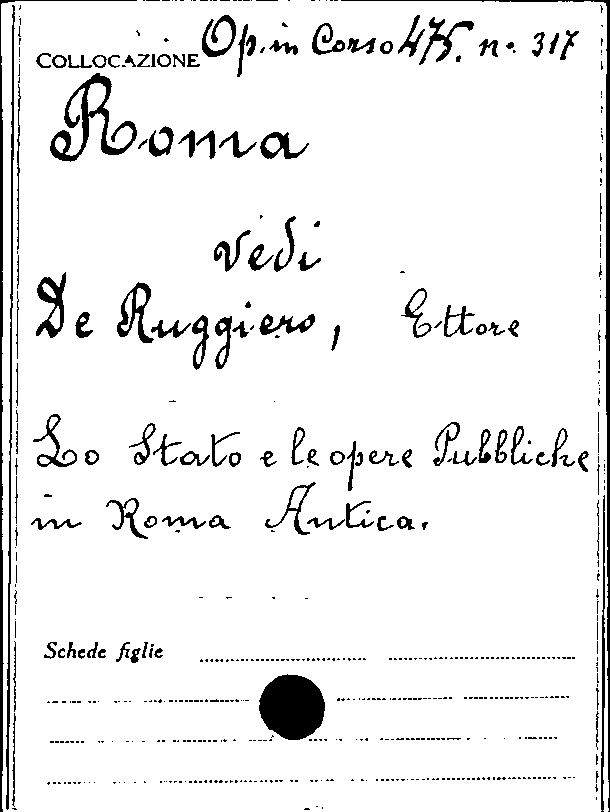 COLLOCAZIONE Op. in Corso 475. n. 317
Roma
vedi
De Ruggiero, Ettore
Lo Stato e le opere Pubbliche
in Roma Antica.
Schede figlie